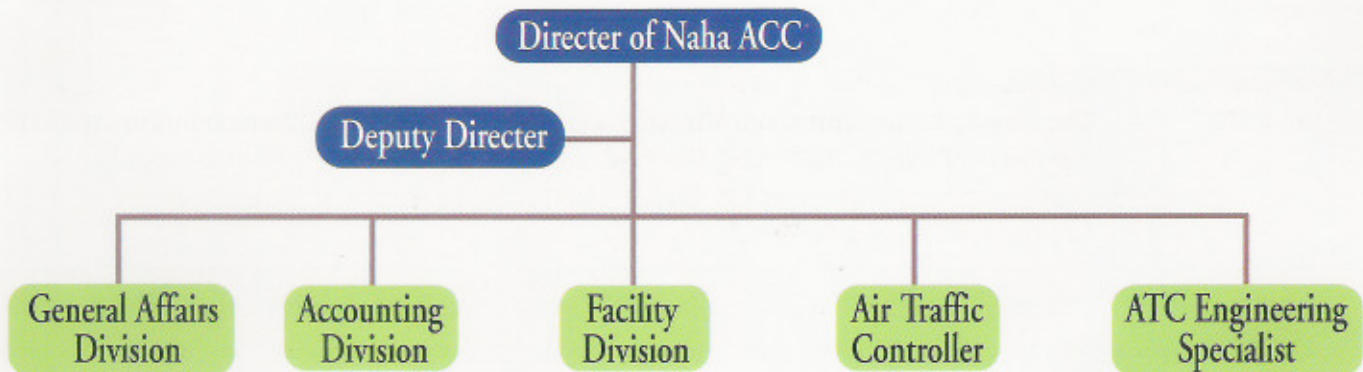 Directer of Naha ACC
Deputy Directer
General Affairs
Division
Accounting
Division
Facility
Division
Air Traffic
Controller
ATC Engineering
Specialist